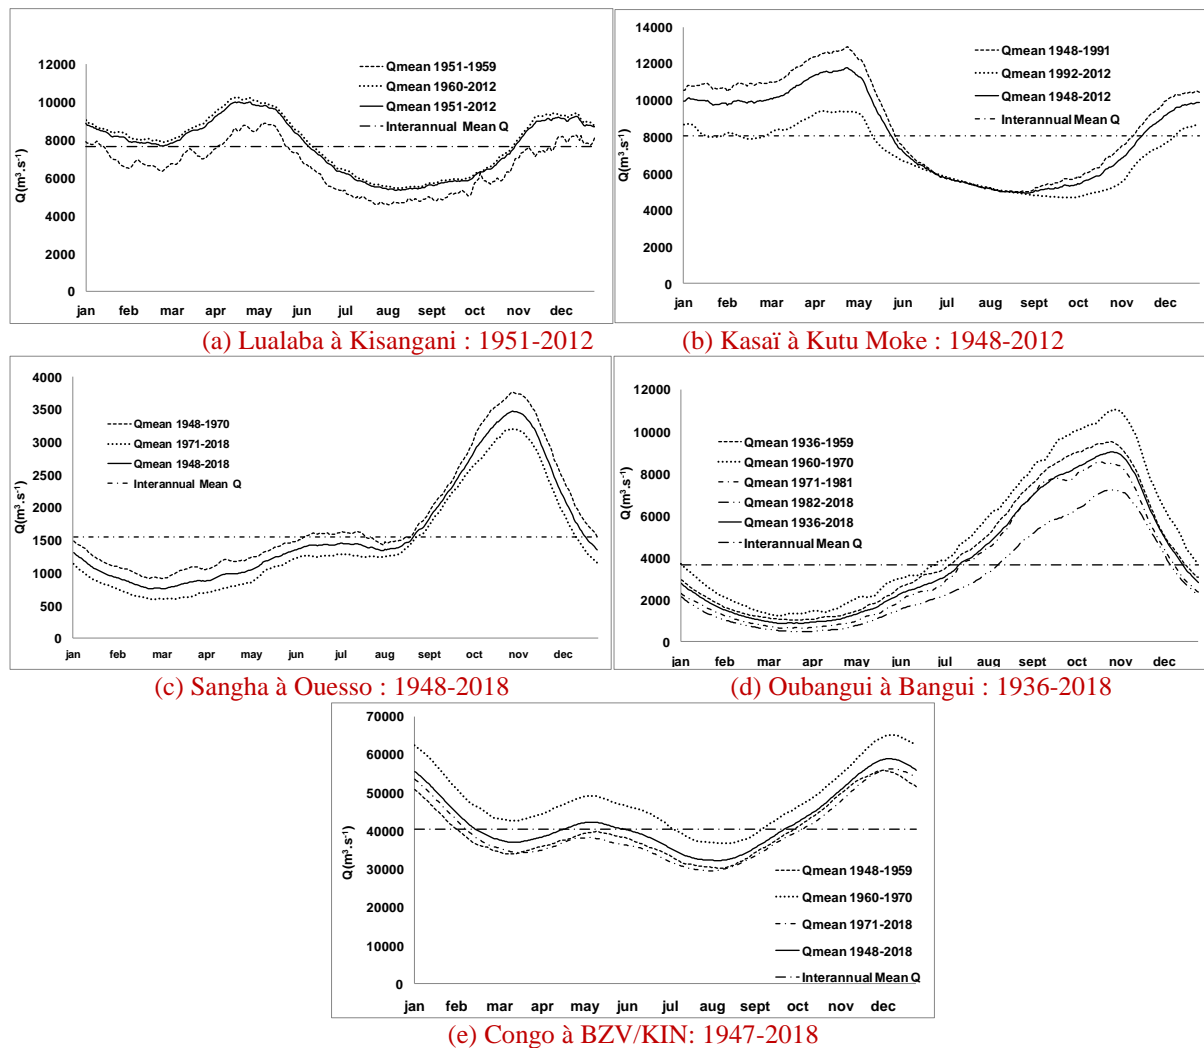 12000
10000
8000
6000
4000
2000
0
Q(m³.s⁻¹)
Qmean 1951-1959
Qmean 1960-2012
Qmean 1951-2012
Interannual Mean Q
jan feb mar apr may jun jul aug sept oct nov dec
(a) Lualaba à Kisangani : 1951-2012
14000
12000
10000
8000
6000
4000
2000
0
Q(m³.s⁻¹)
Qmean 1948-1991
Qmean 1992-2012
Qmean 1948-2012
Interannual Mean Q
jan feb mar apr may jun jul aug sept oct nov dec
(b) Kasaï à Kutu Moke : 1948-2012
4000
3500
3000
2500
2000
1500
1000
500
0
Q(m³.s⁻¹)
Qmean 1948-1970
Qmean 1971-2018
Qmean 1948-2018
Interannual Mean Q
jan feb mar apr may jun jul aug sept oct nov dec
(c) Sangha à Ouesso : 1948-2018
12000
10000
8000
6000
4000
2000
0
Q(m³.s⁻¹)
Qmean 1936-1959
Qmean 1960-1970
Qmean 1971-1981
Qmean 1982-2018
Qmean 1936-2018
Interannual Mean Q
jan feb mar apr may jun jul aug sept oct nov dec
(d) Oubangui à Bangui : 1936-2018
70000
60000
50000
40000
30000
20000
10000
0
Q(m³.s⁻¹)
Qmean 1948-1959
Qmean 1960-1970
Qmean 1971-2018
Qmean 1948-2018
Interannual Mean Q
jan feb mar apr may jun jul aug sept oct nov dec
(e) Congo à BZV/KIN: 1947-2018